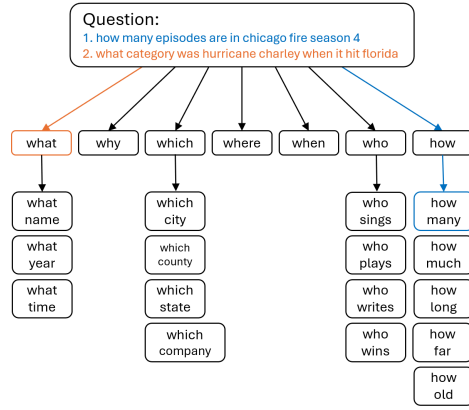 Question:
1. how many episodes are in chicago fire season 4
2. what category was hurricane charley when it hit florida
what
why
which
where
when
who
how
what
name
what
year
what
time
which
city
which
county
which
state
which
company
who
sings
who
plays
who
writes
who
wins
how
many
how
much
how
long
how
far
how
old